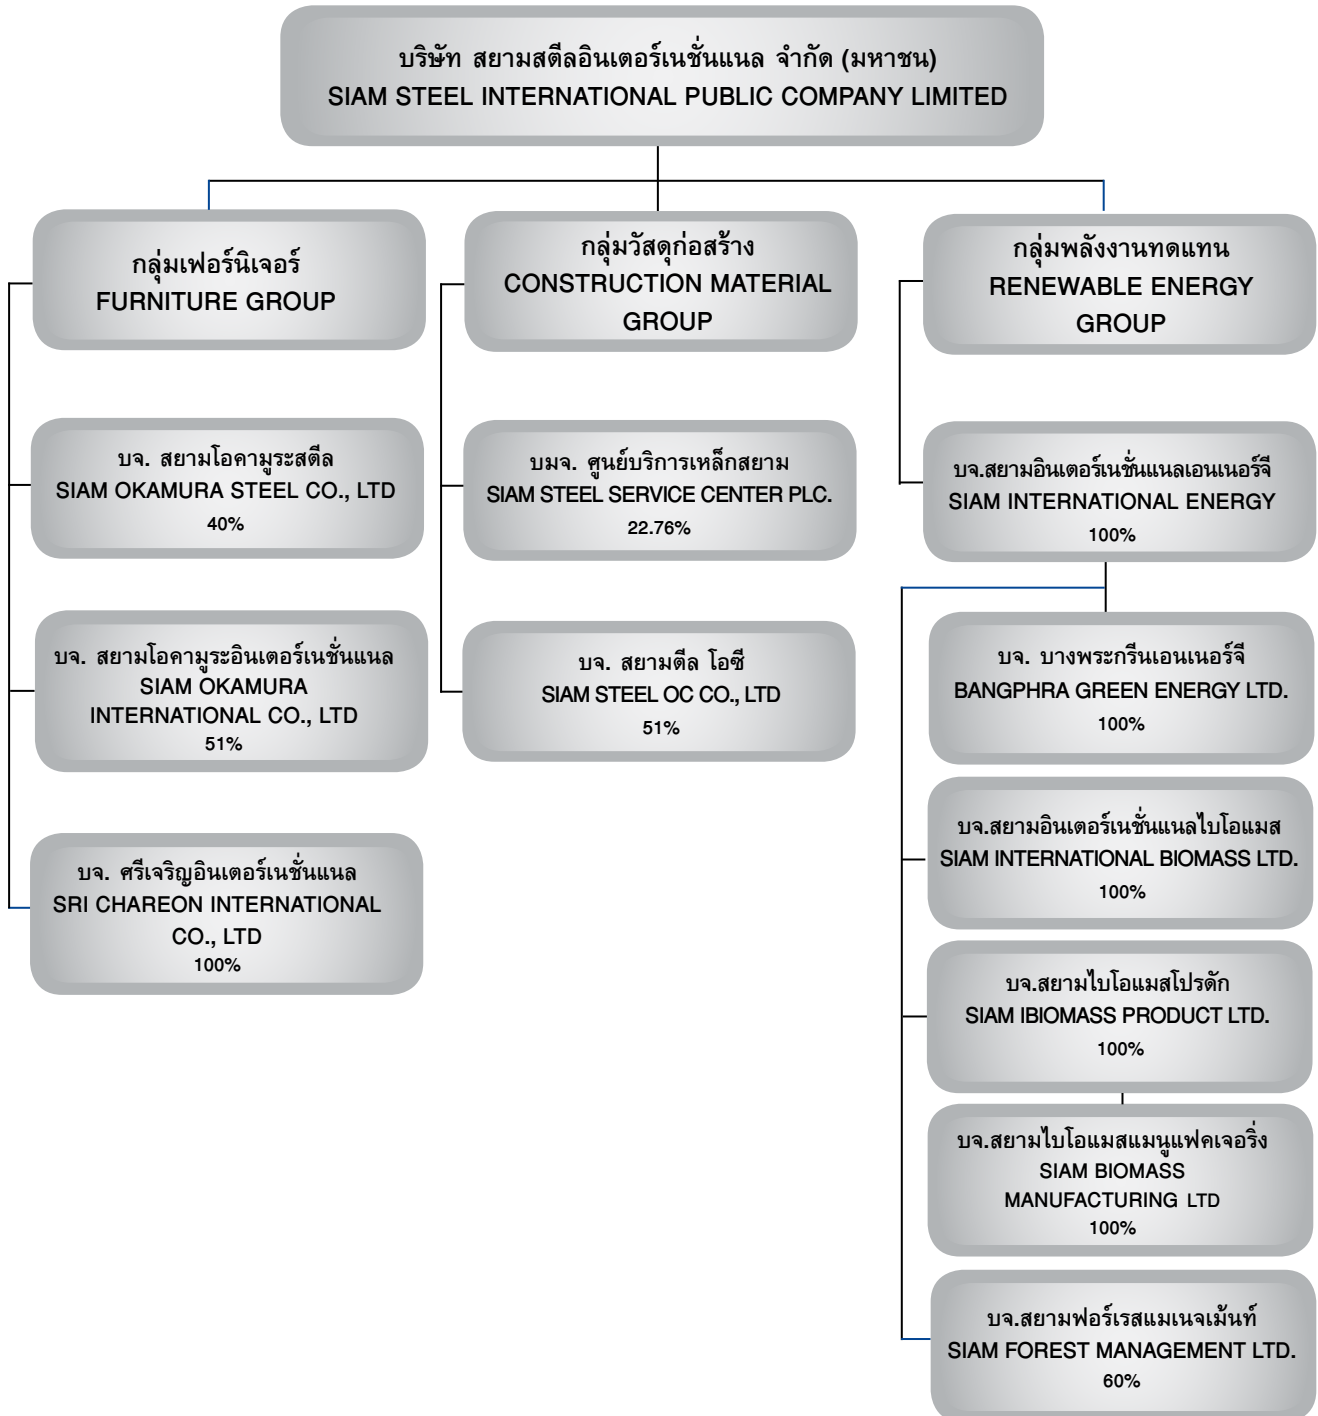 บริษัท สยามสตีลอินเตอร์เนชั่นแนล จำกัด (มหาชน)
SIAM STEEL INTERNATIONAL PUBLIC COMPANY LIMITED
กลุ่มเฟอร์นิเจอร์
FURNITURE GROUP
บจ. สยามโอคามูระสตีล
SIAM OKAMURA STEEL CO., LTD
40%
บจ. สยามโอคามูระอินเตอร์เนชั่นแนล
SIAM OKAMURA
INTERNATIONAL CO., LTD
51%
บจ. ศรีเจริญอินเตอร์เนชั่นแนล
SRI CHAREON INTERNATIONAL
CO., LTD
100%
กลุ่มวัสดุก่อสร้าง
CONSTRUCTION MATERIAL
GROUP
บมจ. ศูนย์บริการเหล็กสยาม
SIAM STEEL SERVICE CENTER PLC.
22.76%
บจ. สยามตีล โอซี
SIAM STEEL OC CO., LTD
51%
กลุ่มพลังงานทดแทน
RENEWABLE ENERGY
GROUP
บจ.สยามอินเตอร์เนชั่นแนลเอนเนอร์จี
SIAM INTERNATIONAL ENERGY
100%
บจ. บางพระกรีนเอนเนอร์จี
BANGPHRA GREEN ENERGY LTD.
100%
บจ.สยามอินเตอร์เนชั่นแนลไบโอแมส
SIAM INTERNATIONAL BIOMASS LTD.
100%
บจ.สยามไบโอแมสโปรดัก
SIAM IBIOMASS PRODUCT LTD.
100%
บจ.สยามไบโอแมสแมนูแฟคเจอริ่ง
SIAM BIOMASS
MANUFACTURING LTD
100%
บจ.สยามฟอร์เรสแมเนจเม้นท์
SIAM FOREST MANAGEMENT LTD.
60%